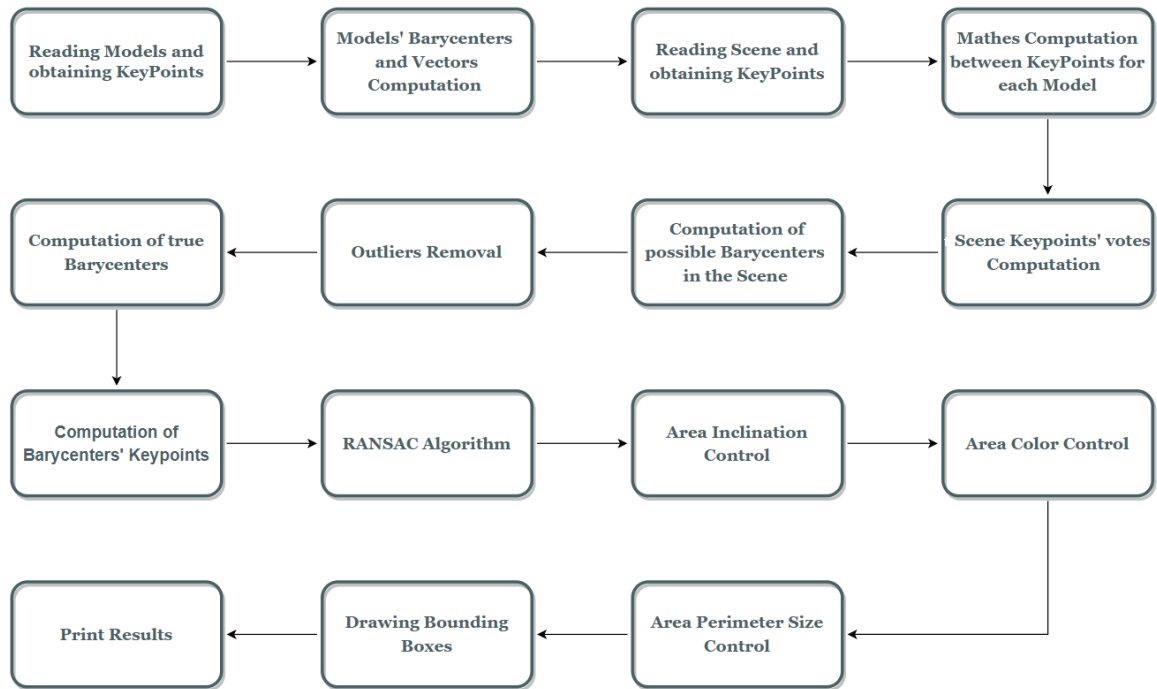 Reading Models and
obtaining KeyPoints
Models' Barycenters
and Vectors
Computation
Reading Scene and
obtaining KeyPoints
Mathes Computation
between KeyPoints for
each Model
Scene Keypoints' votes
Computation
Computation of
possible Barycenters
in the Scene
Outliers Removal
Computation of true
Barycenters
Computation of
Barycenters' Keypoints
RANSAC Algorithm
Area Inclination
Control
Area Color Control
Area Perimeter Size
Control
Drawing Bounding
Boxes
Print Results